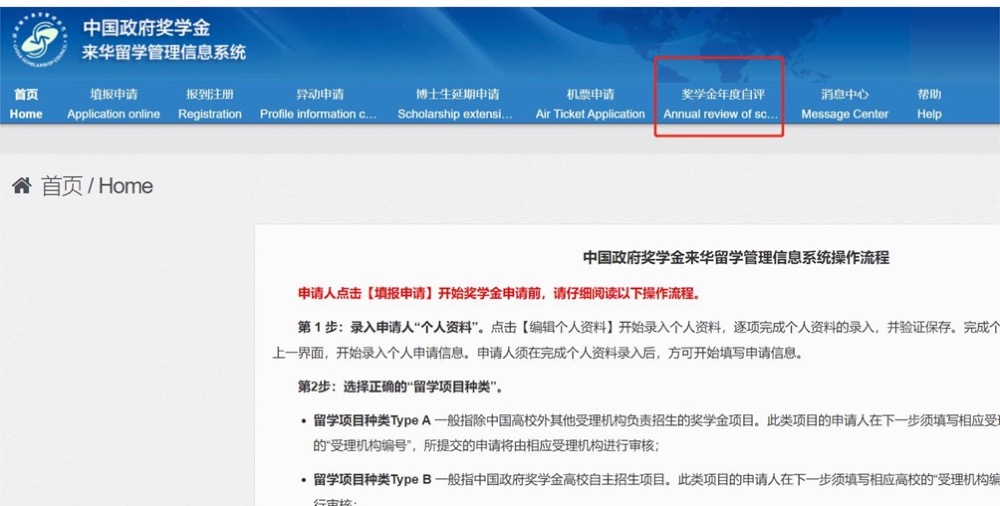 中国政府奖学金
来华留学管理信息系统
首页 填报申请 报到注册 异动申请 博士生延期申请 机票申请 奖学金年度自评 消息中心 帮助
Home Application online Registration Profile information c... Scholarship extensi... Air Ticket Application Annual review of sc... Message Center Help
首页 / Home
中国政府奖学金来华留学管理信息系统操作流程
申请人点击【填报申请】开始奖学金申请前，请仔细阅读以下操作流程。
第 1 步：录入申请人“个人资料”。点击【编辑个人资料】开始录入个人资料，逐项完成个人资料的录入，并验证保存。完成个
上一界面，开始录入个人申请信息。申请人须在完成个人资料录入后，方可开始填写申请信息。
第2步：选择正确的“留学项目种类”。
• 留学项目种类Type A 一般指除中国高校外其他受理机构负责招生的奖学金项目。此类项目的申请人在下一步须填写相应受理
的“受理机构编号”，所提交的申请将由相应受理机构进行审核；
• 留学项目种类Type B 一般指中国政府奖学金高校自主招生项目。此类项目的申请人在下一步须填写相应高校的“受理机构编
行审核；